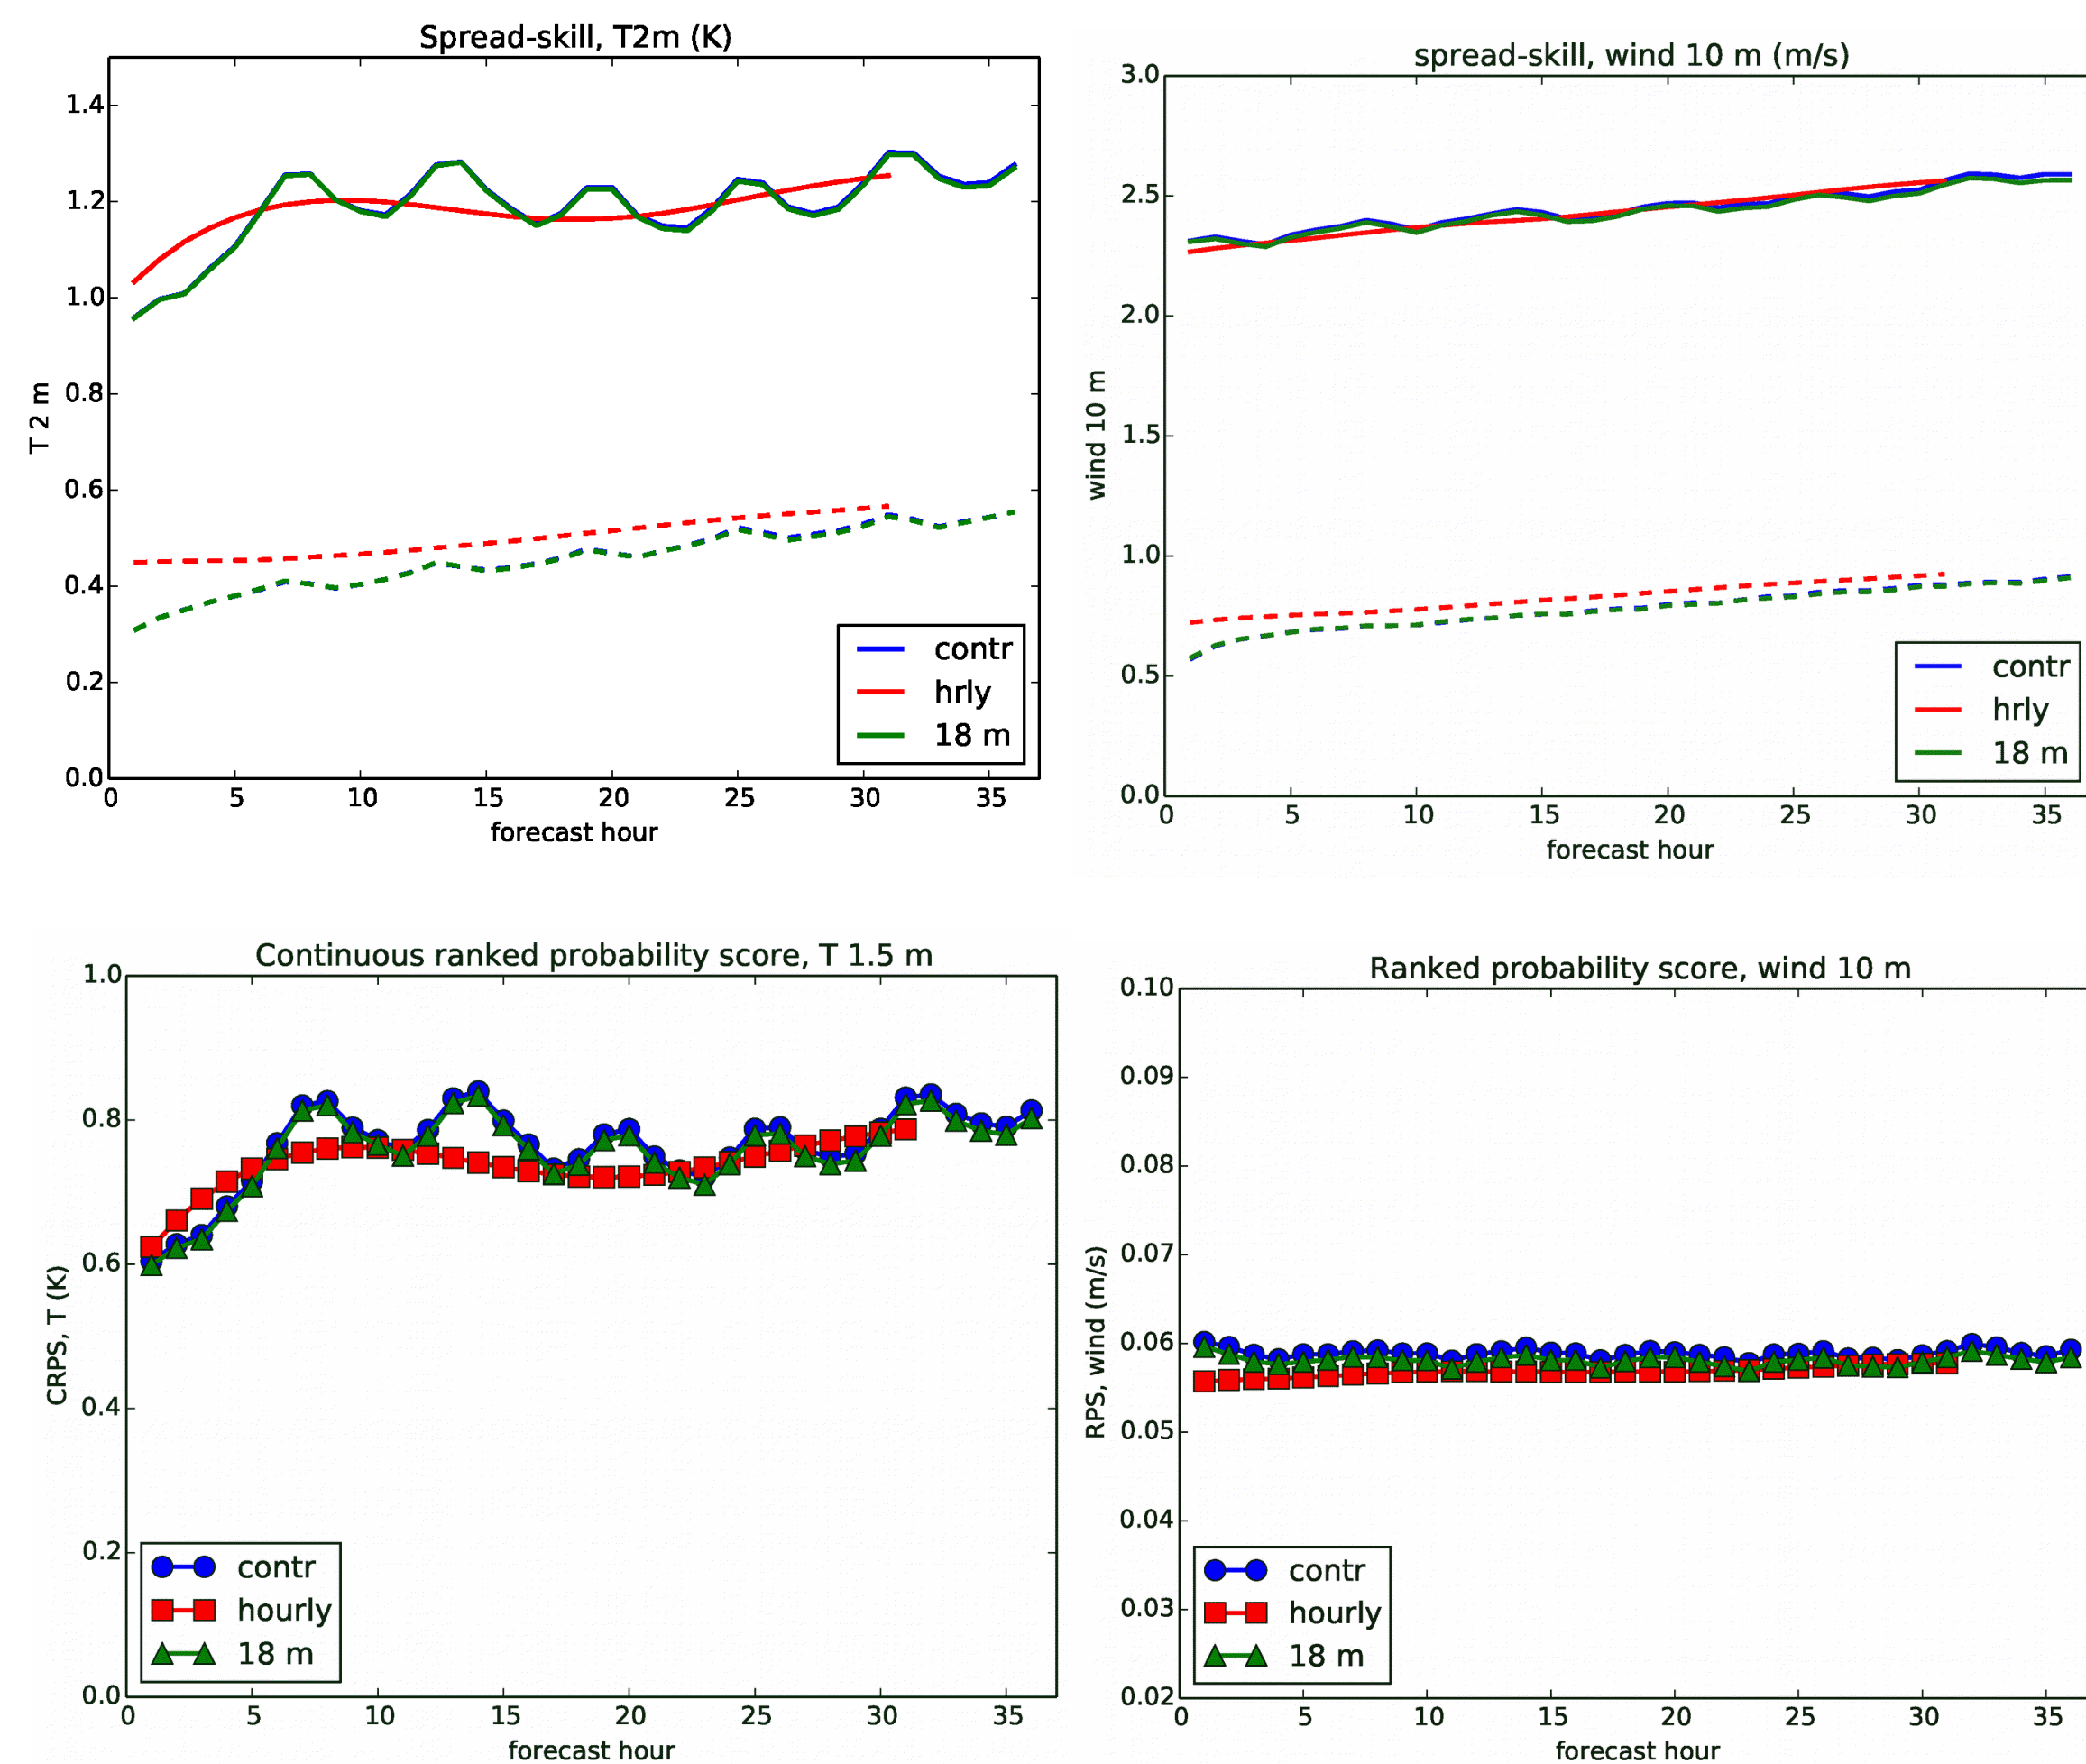 Spread-skill, T2m (K)
1.4
1.2
1.0
0.8
0.6
0.4
0.2
0.0
T 2 m
0 5 10 15 20 25 30 35
forecast hour
contr
hrly
18 m
spread-skill, wind 10 m (m/s)
3.0
2.5
2.0
1.5
1.0
0.5
0.0
wind 10 m
0 5 10 15 20 25 30 35
forecast hour
contr
hrly
18 m
Continuous ranked probability score, T 1.5 m
1.0
0.8
0.6
0.4
0.2
0.0
CRPS, T (K)
0 5 10 15 20 25 30 35
forecast hour
contr
hourly
18 m
Ranked probability score, wind 10 m
0.10
0.09
0.08
0.07
0.06
0.05
0.04
0.03
0.02
RPS, wind (m/s)
0 5 10 15 20 25 30 35
forecast hour
contr
hourly
18 m